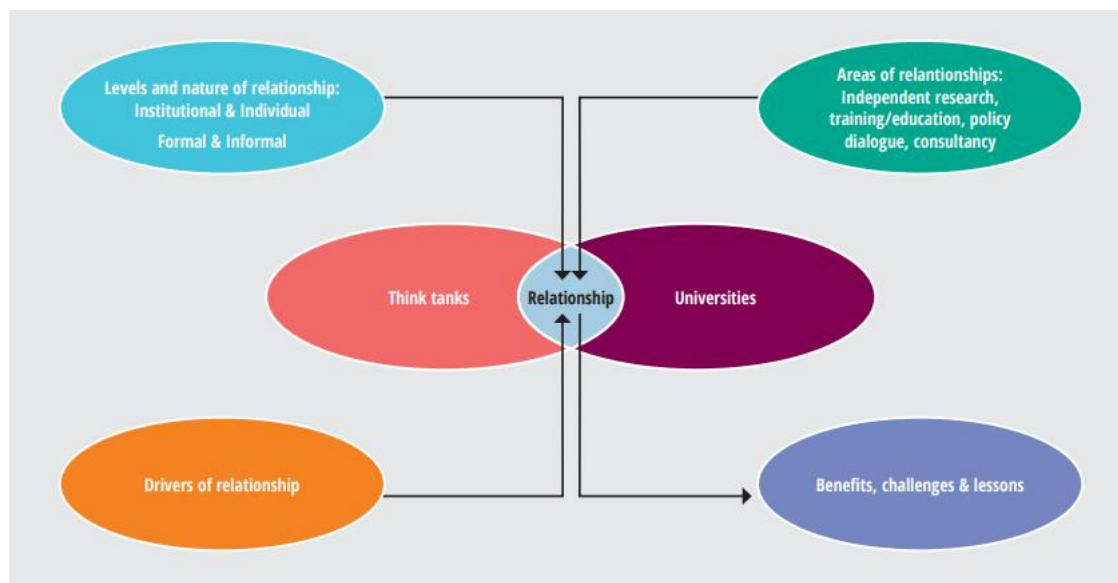 Levels and nature of relationship:
Institutional & Individual
Formal & Informal
Areas of relantionships:
Independent research,
training/education, policy
dialogue, consultancy
Think tanks
Relationship
Universities
Drivers of relationship
Benefits, challenges & lessons